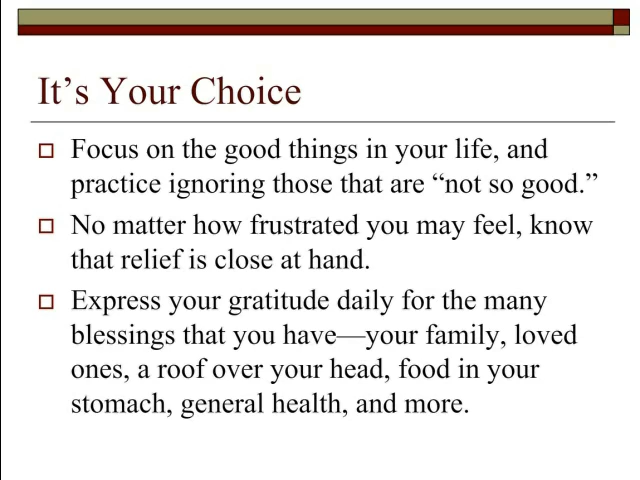 It’s Your Choice
Focus on the good things in your life, and
practice ignoring those that are “not so good.”
No matter how frustrated you may feel, know
that relief is close at hand.
Express your gratitude daily for the many
blessings that you have—your family, loved
ones, a roof over your head, food in your
stomach, general health, and more.